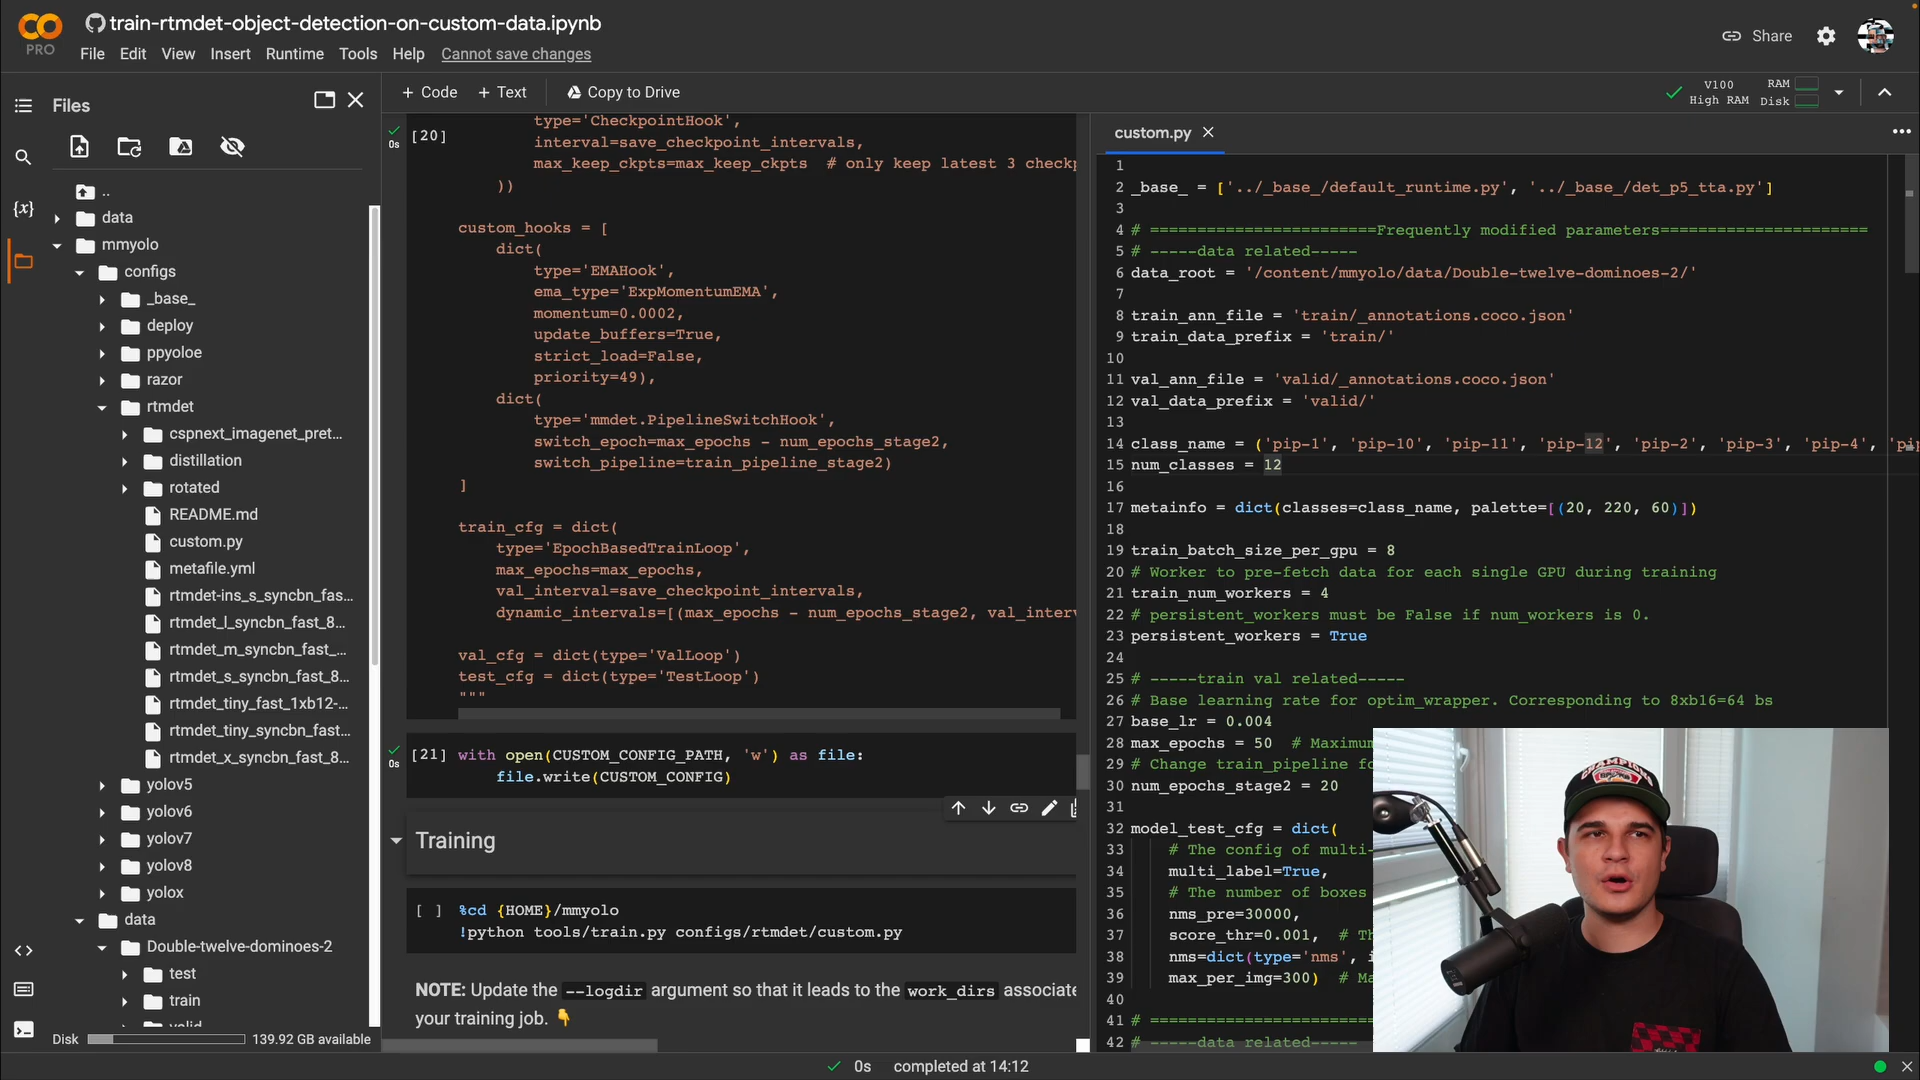 PRO
train-rtmdet-object-detection-on-custom-data.ipynb
File Edit View Insert Runtime Tools Help Cannot save changes
Share
Files
..
data
mmyolo
configs
_base_
deploy
ppyoloe
razor
rtmdet
cspnext_imagenet_pret...
distillation
rotated
README.md
custom.py
metafile.yml
rtmdet-ins_s_syncbn_fas...
rtmdet_l_syncbn_fast_8...
rtmdet_m_syncbn_fast_...
rtmdet_s_syncbn_fast_8...
rtmdet_tiny_fast_1xb12-...
rtmdet_tiny_syncbn_fast...
rtmdet_x_syncbn_fast_8...
yolov5
yolov6
yolov7
yolov8
yolox
data
Double-twelve-dominoes-2
test
train
Disk 139.92 GB available
+ Code + Text Copy to Drive
V100 RAM
High RAM Disk
0s [20]
type='CheckpointHook',
interval=save_checkpoint_intervals,
max_keep_ckpts=max_keep_ckpts # only keep latest 3 checkp
))
custom_hooks = [
dict(
type='EMAHook',
ema_type='ExpMomentumEMA',
momentum=0.0002,
update_buffers=True,
strict_load=False,
priority=49),
dict(
type='mmdet.PipelineSwitchHook',
switch_epoch=max_epochs - num_epochs_stage2,
switch_pipeline=train_pipeline_stage2)
]
train_cfg = dict(
type='EpochBasedTrainLoop',
max_epochs=max_epochs,
val_interval=save_checkpoint_intervals,
dynamic_intervals=[(max_epochs - num_epochs_stage2, val_interv
val_cfg = dict(type='ValLoop')
test_cfg = dict(type='TestLoop')
"""
0s [21] with open(CUSTOM_CONFIG_PATH, 'w') as file:
file.write(CUSTOM_CONFIG)
Training
[ ] %cd {HOME}/mmyolo
!python tools/train.py configs/rtmdet/custom.py
NOTE: Update the --logdir argument so that it leads to the work_dirs associate
your training job. 👇
custom.py
1
2 _base_ = ['../_base_/default_runtime.py', '../_base_/det_p5_tta.py']
3
4 # ========================Frequently modified parameters======================
5 # -----data related-----
6 data_root = '/content/mmyolo/data/Double-twelve-dominoes-2/'
7
8 train_ann_file = 'train/_annotations.coco.json'
9 train_data_prefix = 'train/'
10
11 val_ann_file = 'valid/_annotations.coco.json'
12 val_data_prefix = 'valid/'
13
14 class_name = ('pip-1', 'pip-10', 'pip-11', 'pip-12', 'pip-2', 'pip-3', 'pip-4', 'pip
15 num_classes = 12
16
17 metainfo = dict(classes=class_name, palette=[(20, 220, 60)])
18
19 train_batch_size_per_gpu = 8
20 # Worker to pre-fetch data for each single GPU during training
21 train_num_workers = 4
22 # persistent_workers must be False if num_workers is 0.
23 persistent_workers = True
24
25 # -----train val related-----
26 # Base learning rate for optim_wrapper. Corresponding to 8xb16=64 bs
27 base_lr = 0.004
28 max_epochs = 50 # Maximum
29 # Change train_pipeline fo
30 num_epochs_stage2 = 20
31
32 model_test_cfg = dict(
33 # The config of multi-
34 multi_label=True,
35 # The number of boxes
36 nms_pre=30000,
37 score_thr=0.001, # Th
38 nms=dict(type='nms', i
39 max_per_img=300) # Ma
40
41 # ========================
42 # -----data related-----
CHAMPIONS
0s completed at 14:12